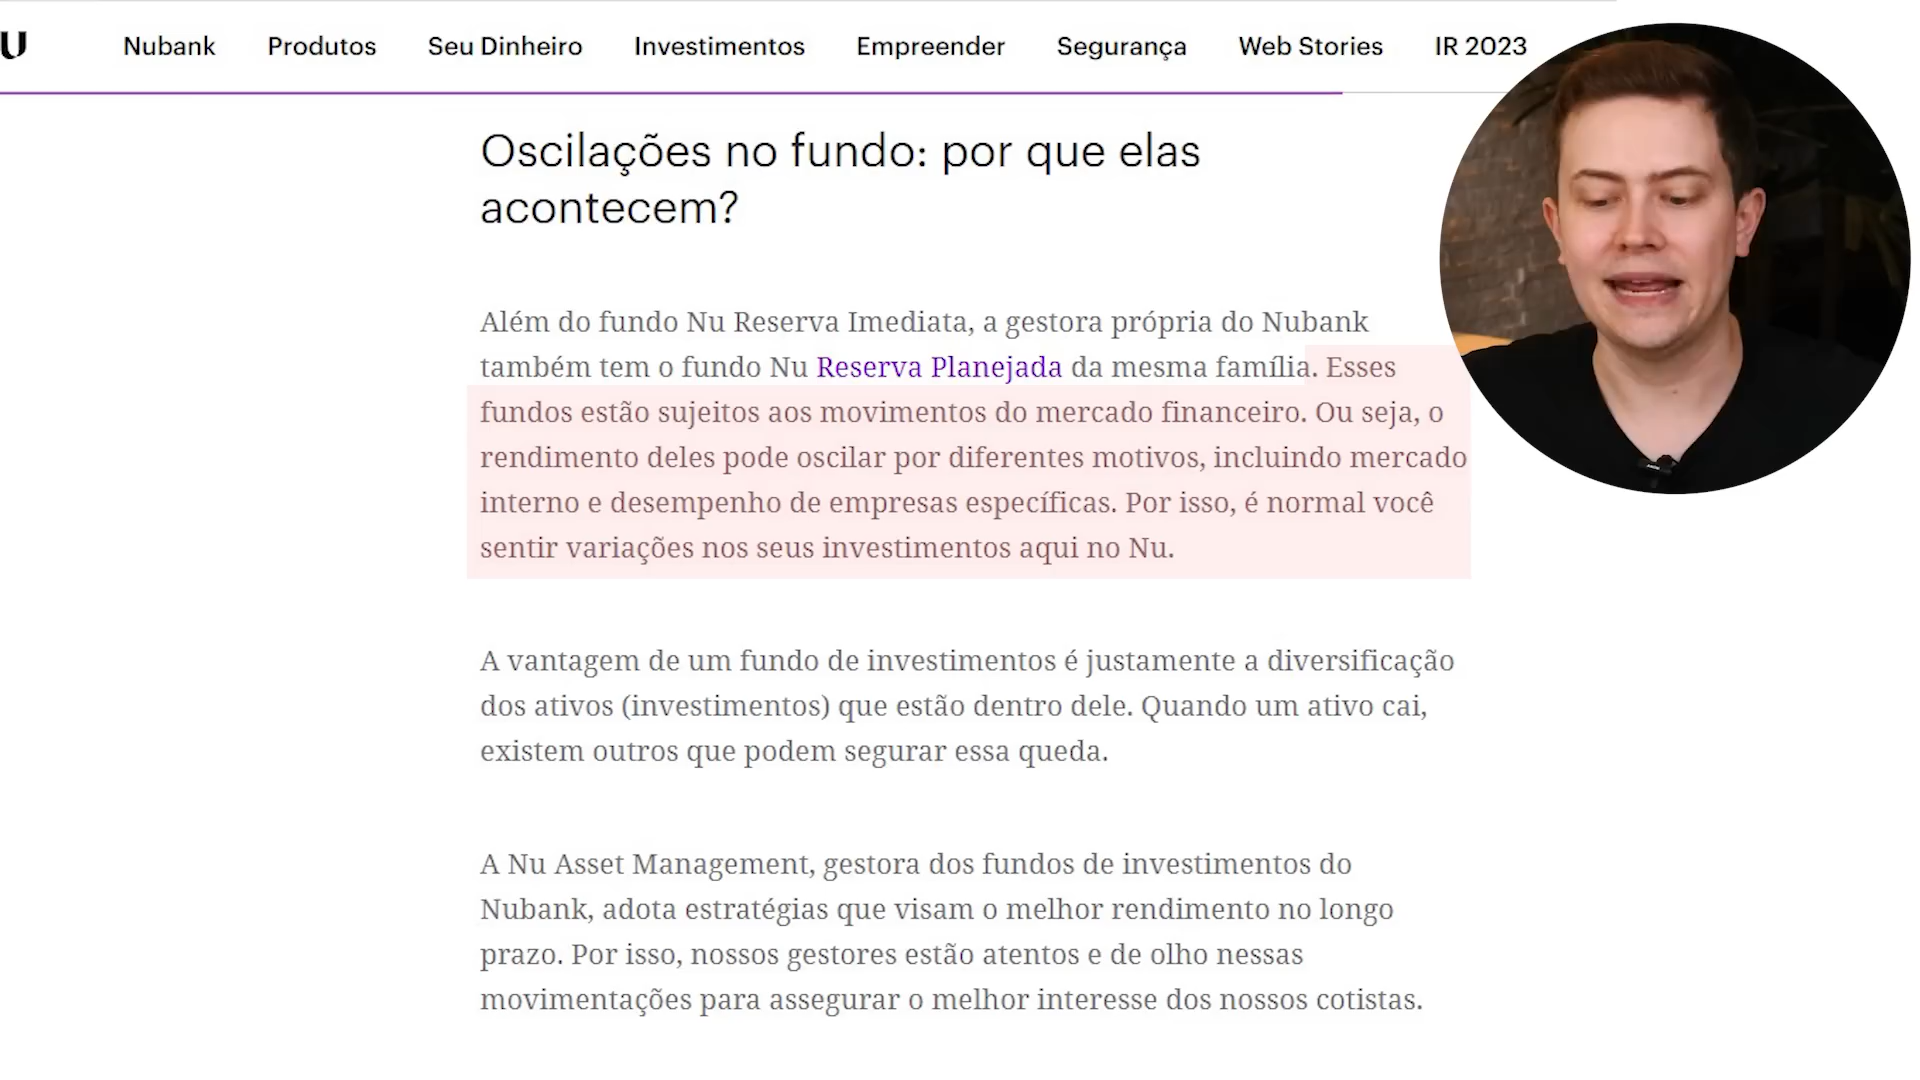 U
Nubank Produtos Seu Dinheiro Investimentos Empreender Segurança Web Stories IR 2023
Oscilações no fundo: por que elas
acontecem?
Além do fundo Nu Reserva Imediata, a gestora própria do Nubank
também tem o fundo Nu Reserva Planejada da mesma família. Esses
fundos estão sujeitos aos movimentos do mercado financeiro. Ou seja, o
rendimento deles pode oscilar por diferentes motivos, incluindo mercado
interno e desempenho de empresas específicas. Por isso, é normal você
sentir variações nos seus investimentos aqui no Nu.
A vantagem de um fundo de investimentos é justamente a diversificação
dos ativos (investimentos) que estão dentro dele. Quando um ativo cai,
existem outros que podem segurar essa queda.
A Nu Asset Management, gestora dos fundos de investimentos do
Nubank, adota estratégias que visam o melhor rendimento no longo
prazo. Por isso, nossos gestores estão atentos e de olho nessas
movimentações para assegurar o melhor interesse dos nossos cotistas.